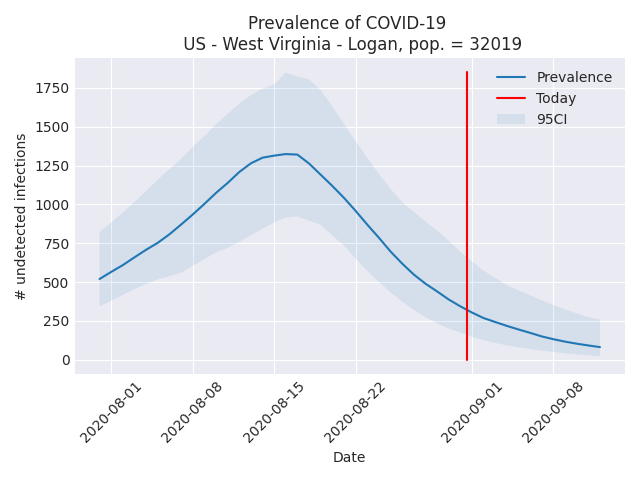 Prevalence of COVID-19
US - West Virginia - Logan, pop. = 32019
Prevalence
Today
95CI
# undetected infections
1750
1500
1250
1000
750
500
250
0
2020-08-01
2020-08-08
2020-08-15
2020-08-22
2020-09-01
2020-09-08
Date